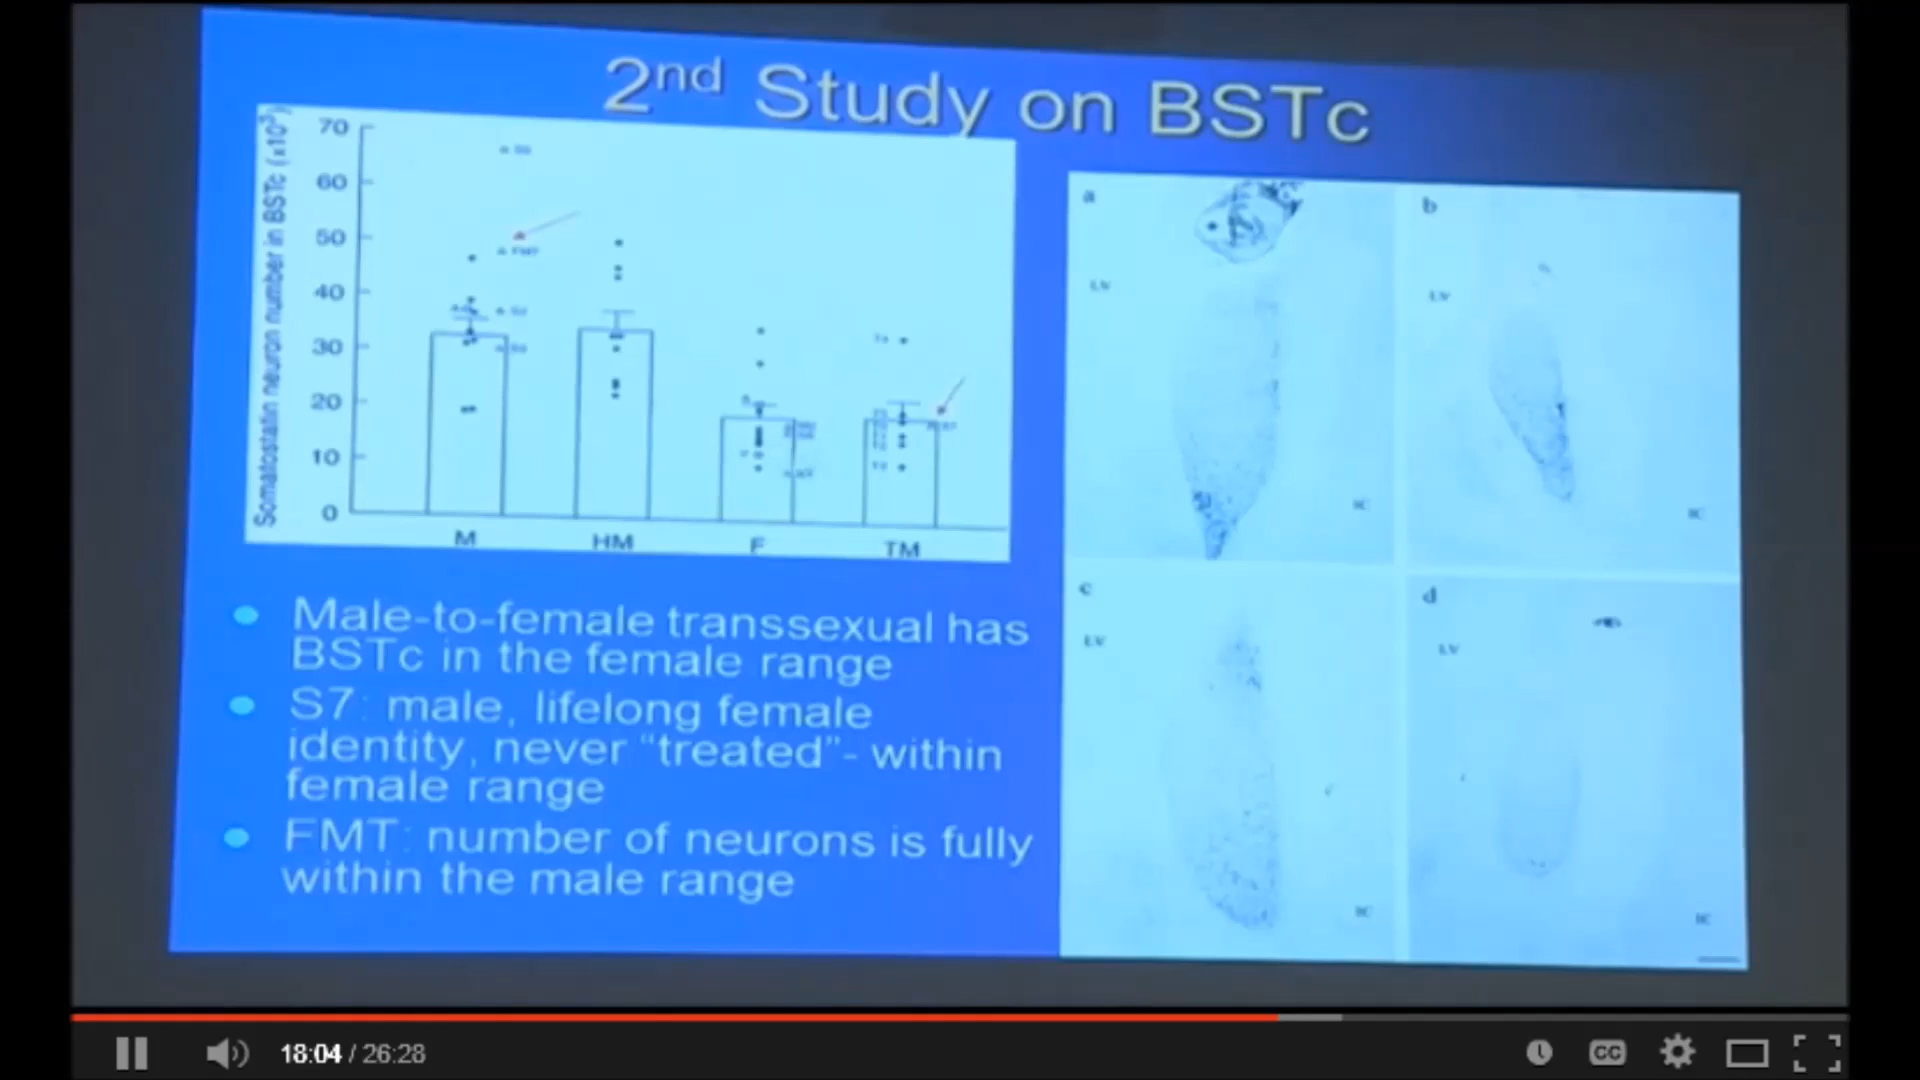 2nd Study on BSTc
Somatostatin neuron number in BSTc (x10³)
70
60
50
40
30
20
10
0
FMT
M
HM
F
TM
a
LV
IC
b
LV
IC
c
LV
IC
d
LV
IC
Male-to-female transsexual has
BSTc in the female range
S7: male, lifelong female
identity, never “treated”- within
female range
FMT: number of neurons is fully
within the male range
18:04 / 26:28
CC